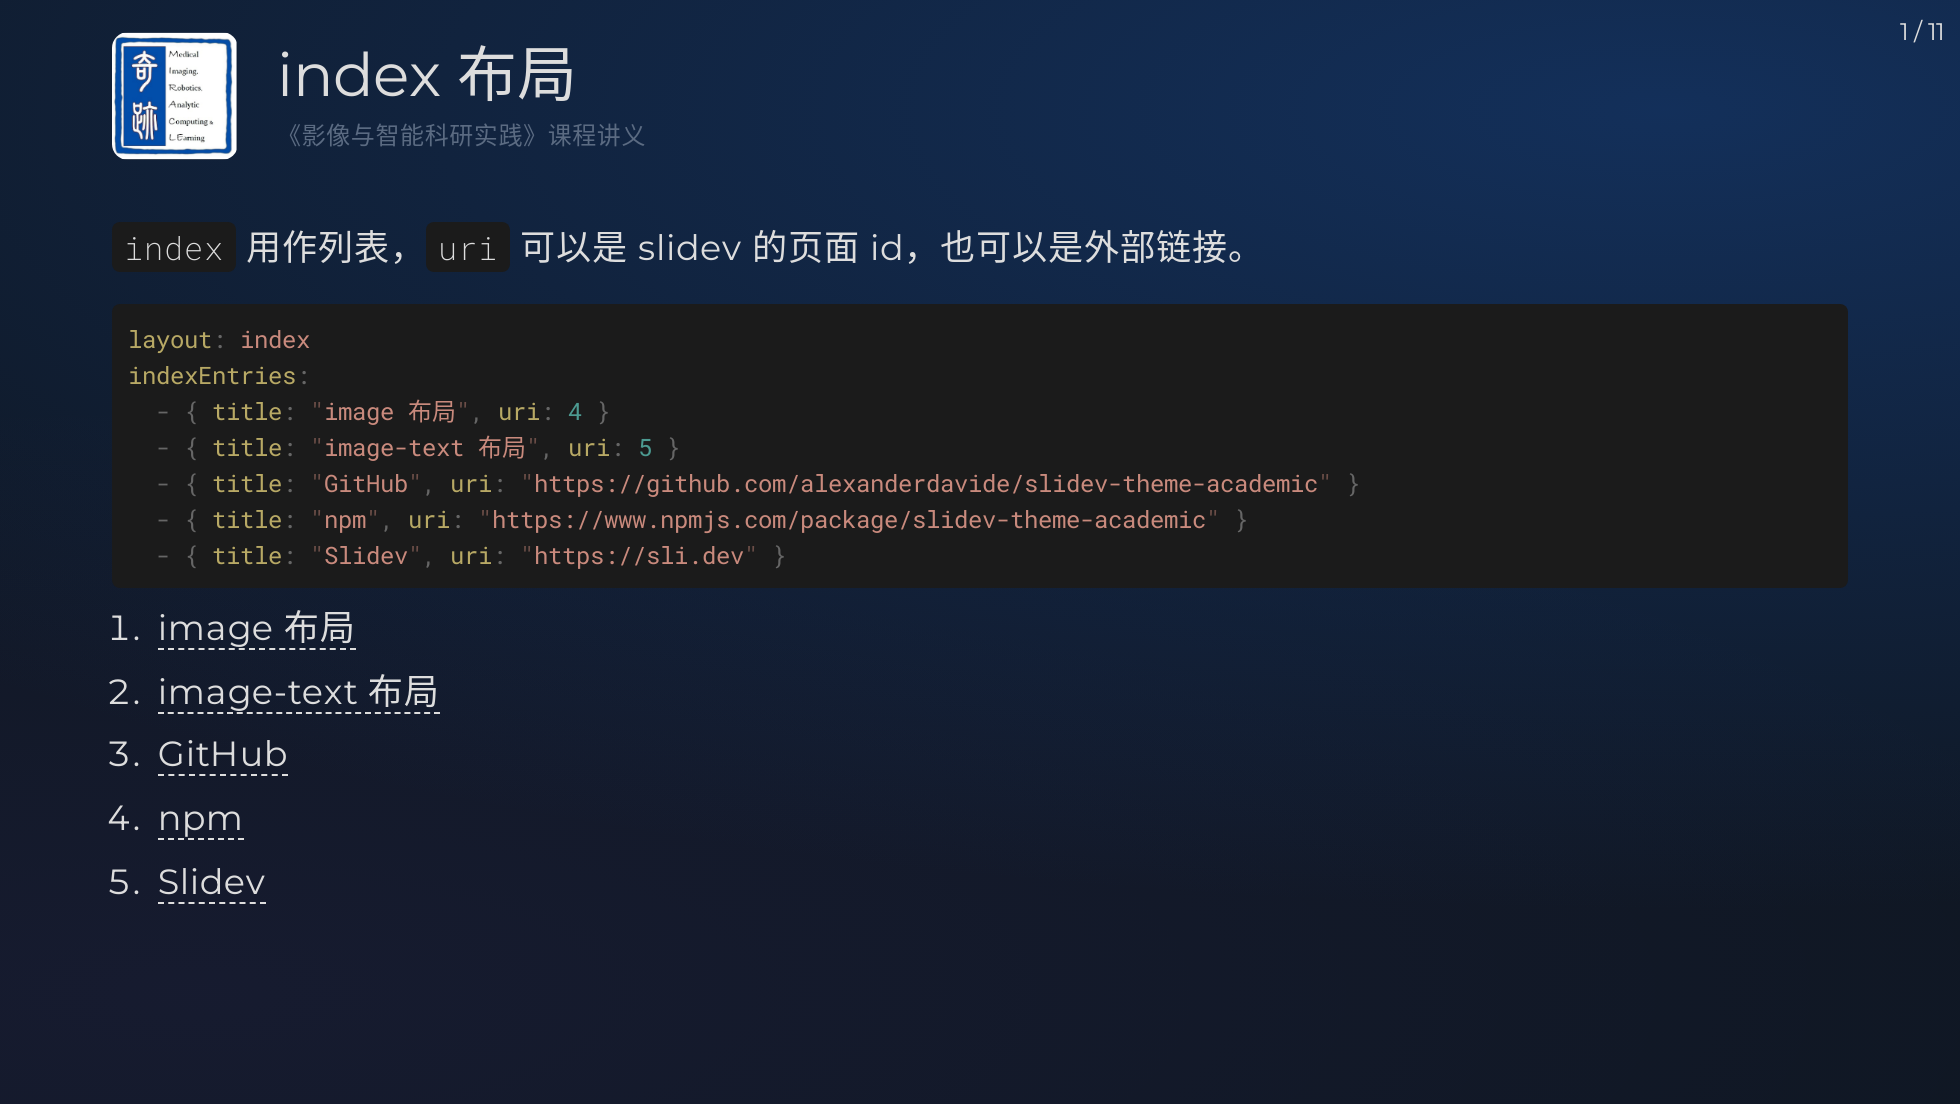 1 / 11
奇跡
Medical
Imaging,
Robotics,
Analytic
Computing &
LEarning
index 布局
《影像与智能科研实践》课程讲义
index 用作列表，uri 可以是 slidev 的页面 id，也可以是外部链接。
layout: index
indexEntries:
  - { title: "image 布局", uri: 4 }
  - { title: "image-text 布局", uri: 5 }
  - { title: "GitHub", uri: "https://github.com/alexanderdavide/slidev-theme-academic" }
  - { title: "npm", uri: "https://www.npmjs.com/package/slidev-theme-academic" }
  - { title: "Slidev", uri: "https://sli.dev" }
1. image 布局
2. image-text 布局
3. GitHub
4. npm
5. Slidev